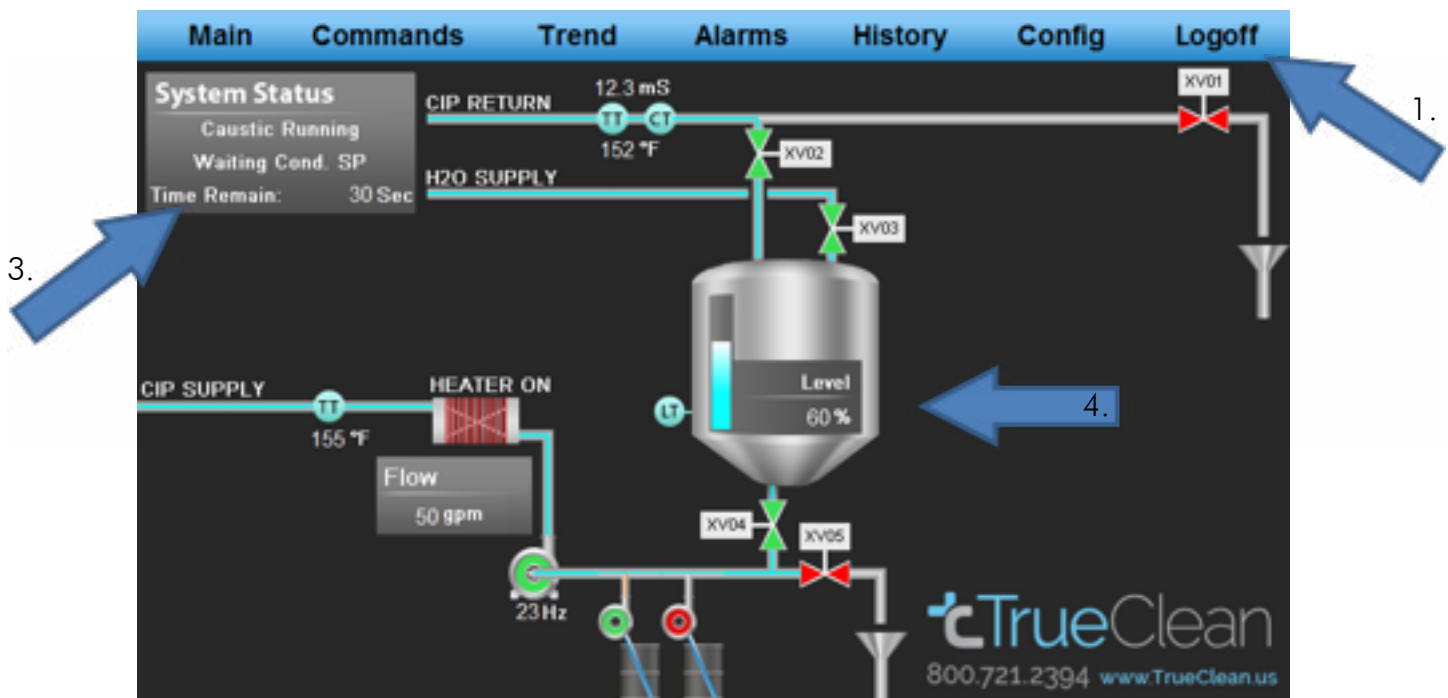 Main Commands Trend Alarms History Config Logoff
1.
System Status
Caustic Running
Waiting Cond. SP
Time Remain: 30 Sec
3.
CIP RETURN
12.3 mS
TT CT
152 °F
XV01
XV02
H2O SUPPLY
XV03
Level
60 %
LT
4.
CIP SUPPLY
TT
155 °F
HEATER ON
Flow
50 gpm
XV04
XV05
23 Hz
TrueClean
800.721.2394 www.TrueClean.us